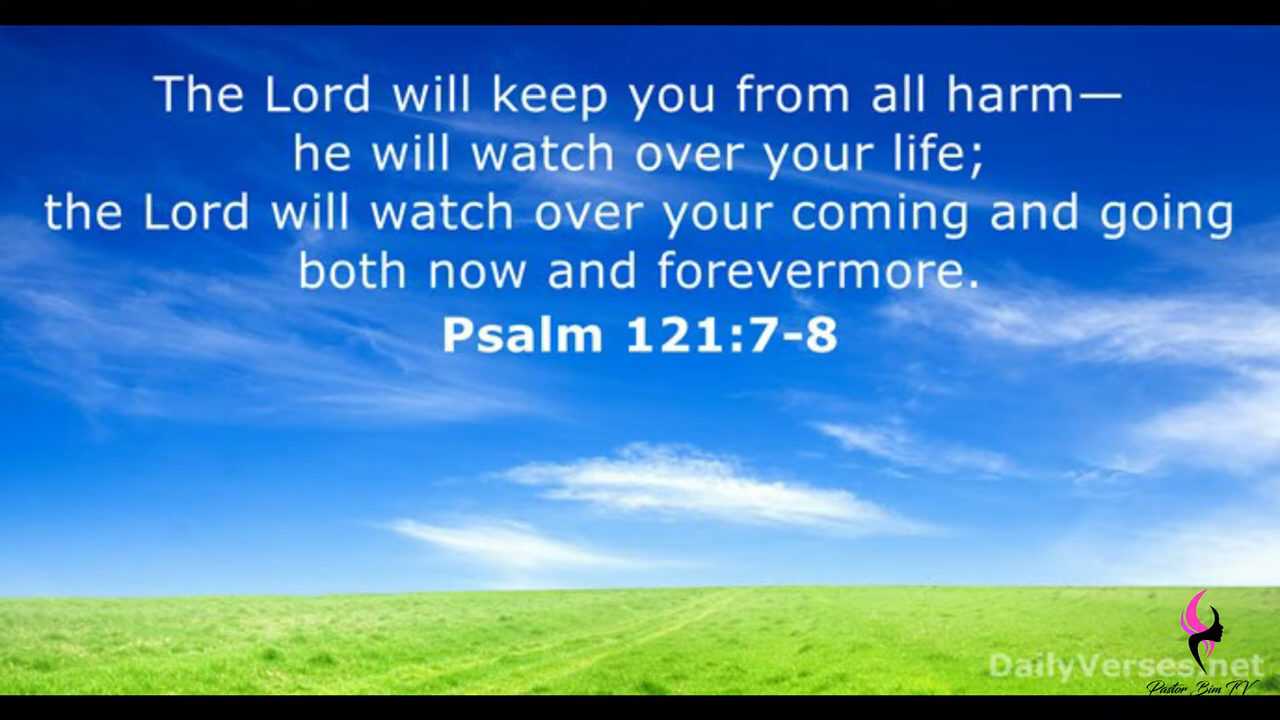 The Lord will keep you from all harm—
he will watch over your life;
the Lord will watch over your coming and going
both now and forevermore.
Psalm 121:7-8
DailyVerses.net
Pastor Bim TV